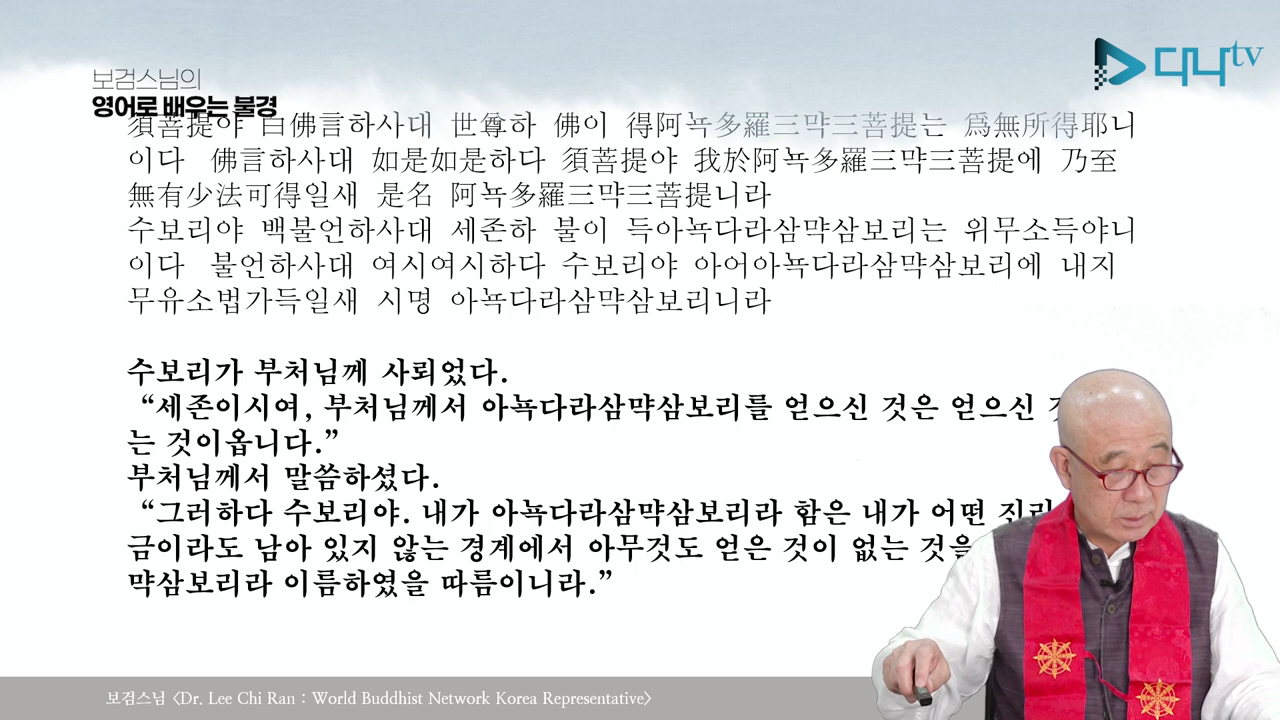 보검스님의
영어로 배우는 불경
다나tv
須菩提야 白佛言하사대 世尊하 佛이 得阿뇩多羅三먁三菩提는 爲無所得耶니
이다 佛言하사대 如是如是하다 須菩提야 我於阿뇩多羅三먁三菩提에 乃至
無有少法可得일새 是名 阿뇩多羅三먁三菩提니라
수보리야 백불언하사대 세존하 불이 득아뇩다라삼먁삼보리는 위무소득야니
이다 불언하사대 여시여시하다 수보리야 아어아뇩다라삼먁삼보리에 내지
무유소법가득일새 시명 아뇩다라삼먁삼보리니라
수보리가 부처님께 사뢰었다.
“세존이시여, 부처님께서 아뇩다라삼먁삼보리를 얻으신 것은 얻으신
는 것이옵니다.”
부처님께서 말씀하셨다.
“그러하다 수보리야. 내가 아뇩다라삼먁삼보리라 함은 내가 어떤
금이라도 남아 있지 않는 경계에서 아무것도 얻은 것이 없는 것을
먁삼보리라 이름하였을 따름이니라.”
보검스님 <Dr. Lee Chi Ran : World Buddhist Network Korea Representative>